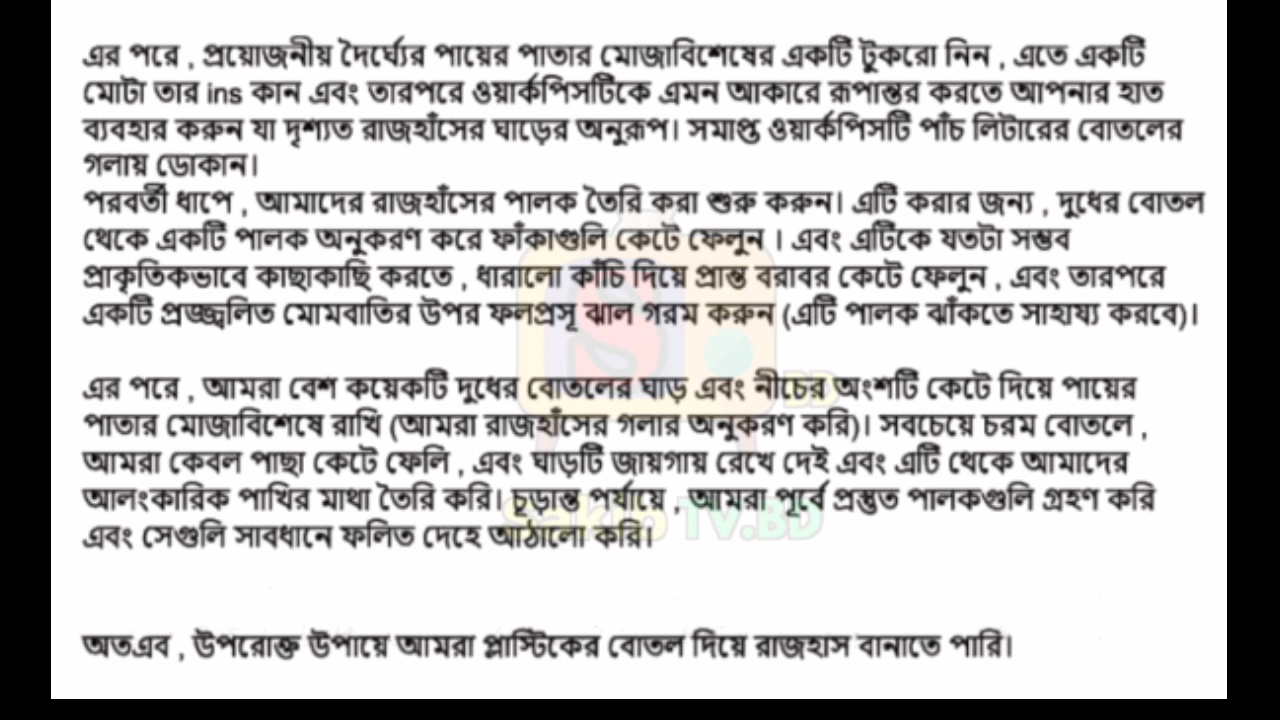 এর পরে , প্রয়োজনীয় দৈর্ঘ্যের পায়ের পাতার মোজাবিশেষের একটি টুকরো নিন , এতে একটি
মোটা তার ins কান এবং তারপরে ওয়ার্কপিসটিকে এমন আকারে রূপান্তর করতে আপনার হাত
ব্যবহার করুন যা দৃশ্যত রাজহাঁসের ঘাড়ের অনুরূপ। সমাপ্ত ওয়ার্কপিসটি পাঁচ লিটারের বোতলের
গলায় ডোকান।
পরবর্তী ধাপে , আমাদের রাজহাঁসের পালক তৈরি করা শুরু করুন। এটি করার জন্য , দুধের বোতল
থেকে একটি পালক অনুকরণ করে ফাঁকাগুলি কেটে ফেলুন । এবং এটিকে যতটা সম্ভব
প্রাকৃতিকভাবে কাছাকাছি করতে , ধারালো কাঁচি দিয়ে প্রান্ত বরাবর কেটে ফেলুন , এবং তারপরে
একটি প্রজ্জ্বলিত মোমবাতির উপর ফলপ্রসূ ঝাল গরম করুন (এটি পালক ঝাঁকতে সাহায্য করবে)।
এর পরে , আমরা বেশ কয়েকটি দুধের বোতলের ঘাড় এবং নীচের অংশটি কেটে দিয়ে পায়ের
পাতার মোজাবিশেষে রাখি (আমরা রাজহাঁসের গলার অনুকরণ করি)। সবচেয়ে চরম বোতলে ,
আমরা কেবল পাছা কেটে ফেলি , এবং ঘাড়টি জায়গায় রেখে দেই এবং এটি থেকে আমাদের
আলংকারিক পাখির মাথা তৈরি করি। চূড়ান্ত পর্যায়ে , আমরা পূর্বে প্রস্তুত পালকগুলি গ্রহণ করি
এবং সেগুলি সাবধানে ফলিত দেহে আঠালো করি।
অতএব , উপরোক্ত উপায়ে আমরা প্লাস্টিকের বোতল দিয়ে রাজহাস বানাতে পারি।